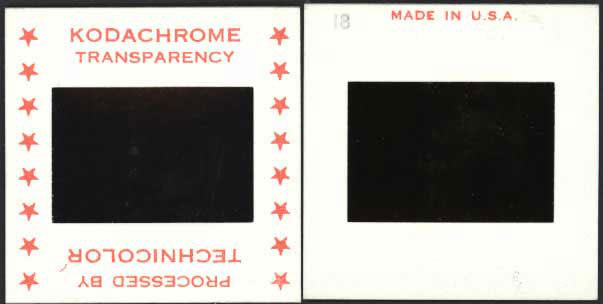 KODACHROME
TRANSPARENCY
PROCESSED BY
TECHNICOLOR
MADE IN U.S.A.
18